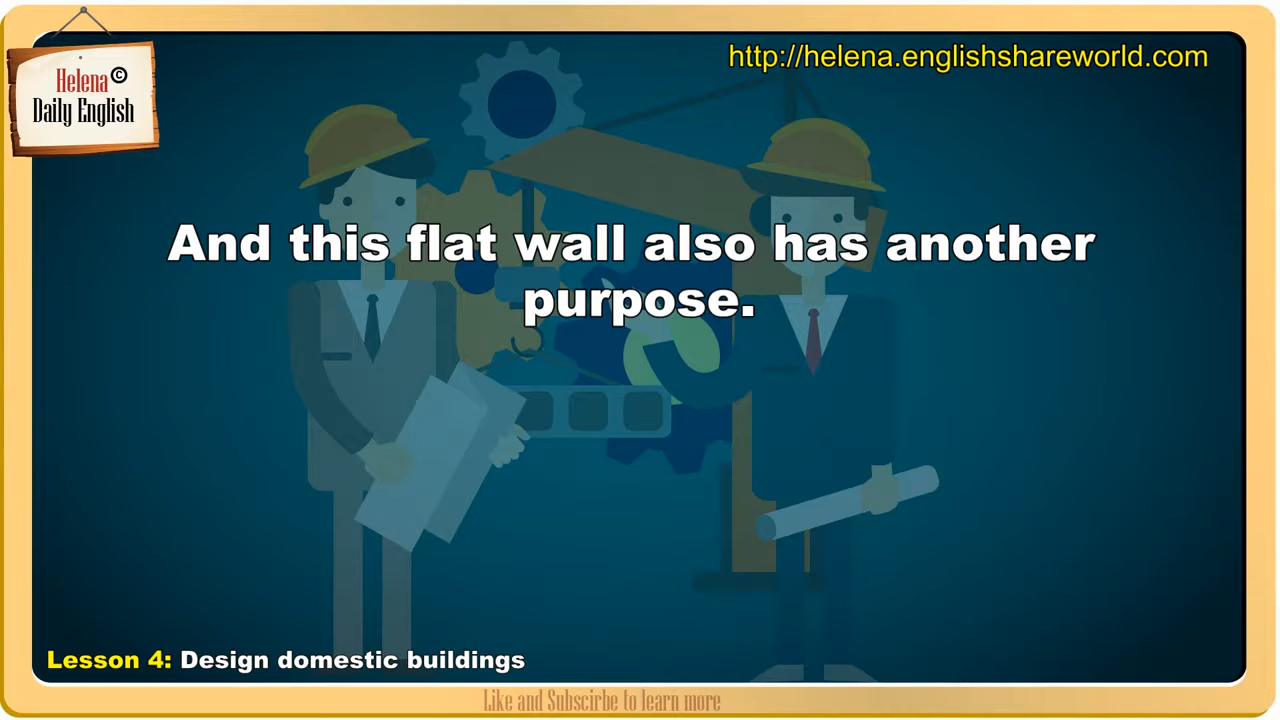 http://helena.englishshareworld.com
Helena©
Daily English
And this flat wall also has another
purpose.
Lesson 4: Design domestic buildings
Like and Subscirbe to learn more